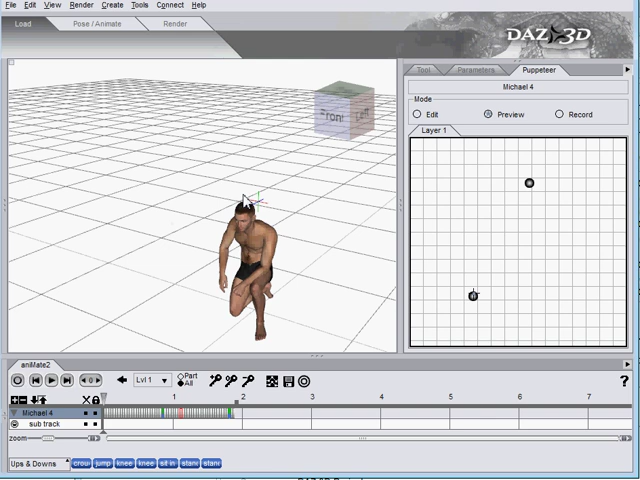 File Edit View Render Create Tools Connect Help
Load Pose / Animate Render
DAZ 3D
Tool Parameters Puppeteer
Michael 4
Mode
Edit Preview Record
Layer 1
Front Left
aniMate2
Lvl 1 Part All ?
1 2 3 4 5 6 7
Michael 4
sub track
zoom
Ups & Downs crou jump knee knee sit in stand stand